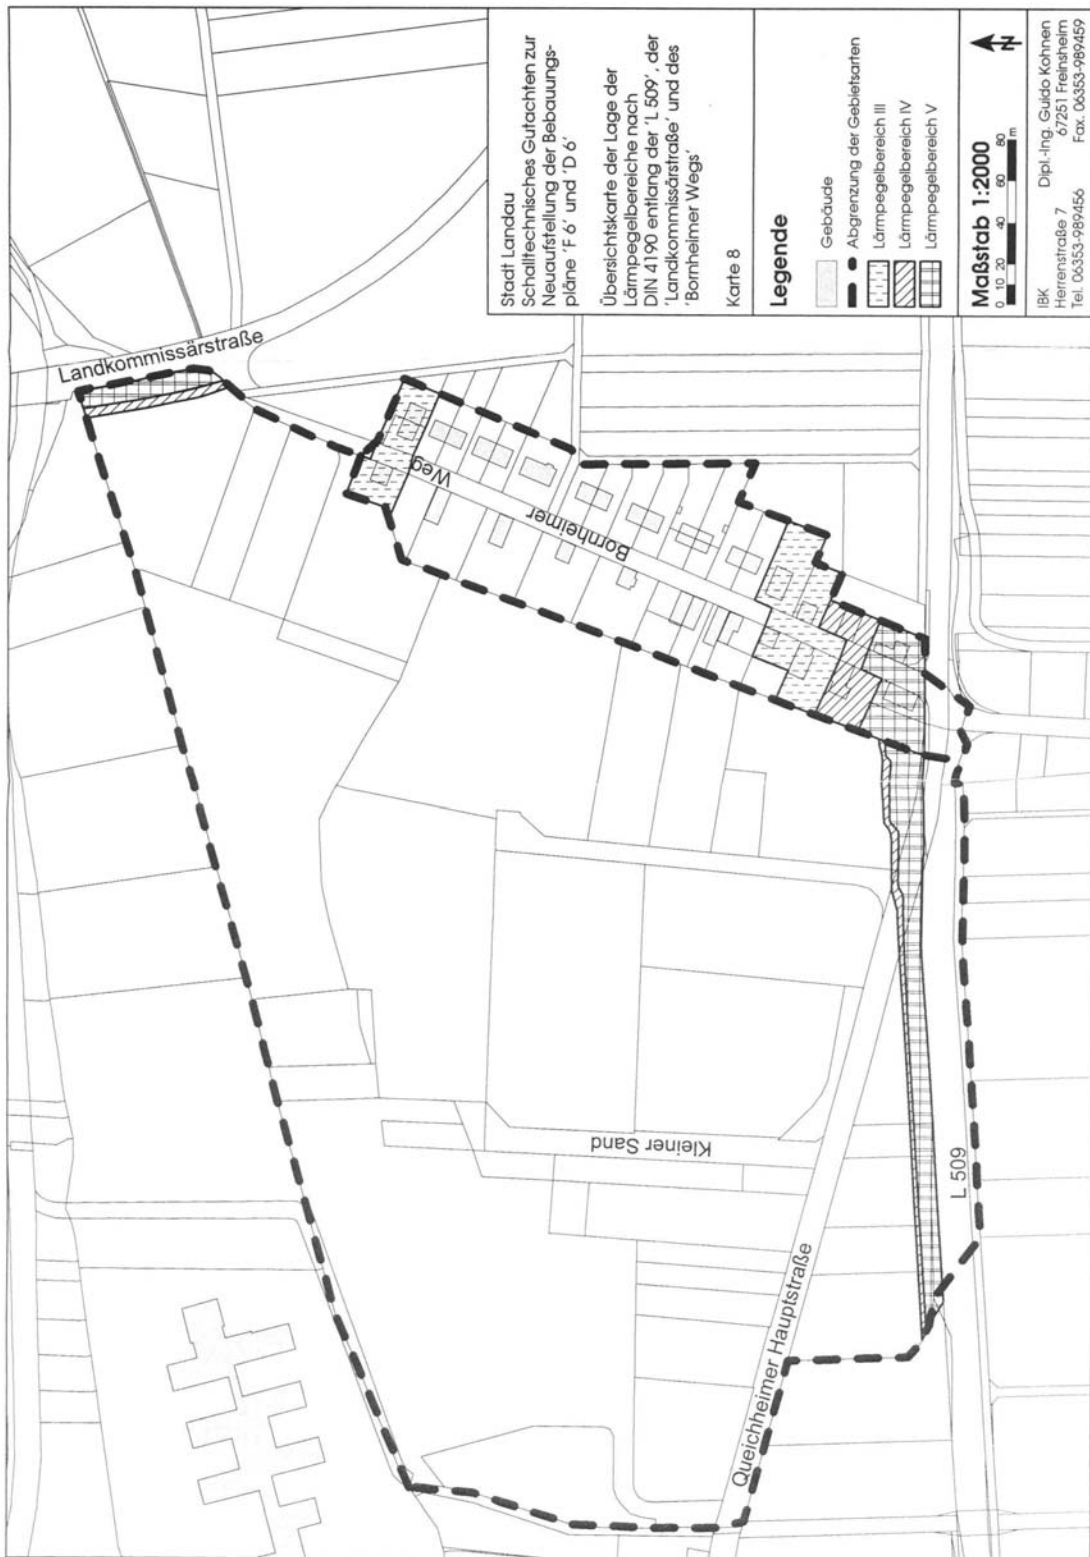 Stadt Landau
Schalltechnisches Gutachten zur
Neuaufstellung der Bebauungs-
pläne 'F 6' und 'D 6'
Übersichtskarte der Lage der
Lärmpegelbereiche nach
DIN 4190 entlang der 'L 509', der
'Landkommissärstraße' und des
'Bornheimer Wegs'
Karte 8
Legende
Gebäude
Abgrenzung der Gebietsarten
Lärmpegelbereich III
Lärmpegelbereich IV
Lärmpegelbereich V
Maßstab 1:2000
0 10 20 40 60 80
m
N
IBK Dipl.-Ing. Guido Kohnen
Herrenstraße 7 67251 Freinsheim
Tel. 06353-989456 Fax. 06353-989459
Landkommissärstraße
Bornheimer Weg
Kleiner Sand
Queichheimer Hauptstraße
L 509